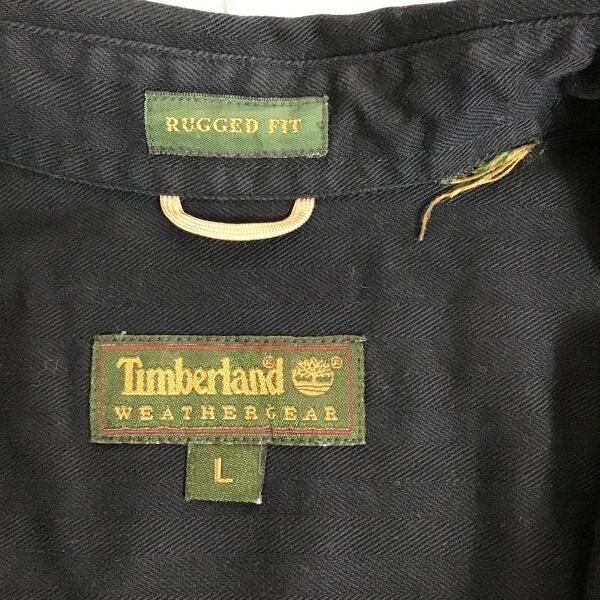 RUGGED FIT
Timberland®
WEATHERGEAR
L